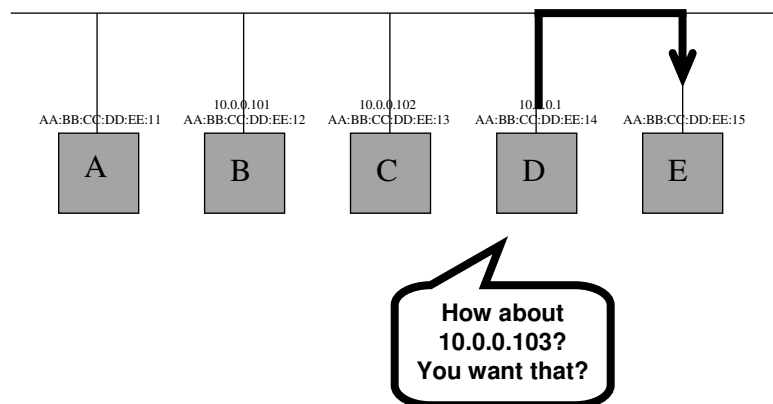 10.0.0.101 10.0.0.102
AA:BB:CC:DD:EE:11 AA:BB:CC:DD:EE:12 AA:BB:CC:DD:EE:13 AA:BB:CC:DD:EE:14 AA:BB:CC:DD:EE:15
A B C D E
How about
10.0.0.103?
You want that?